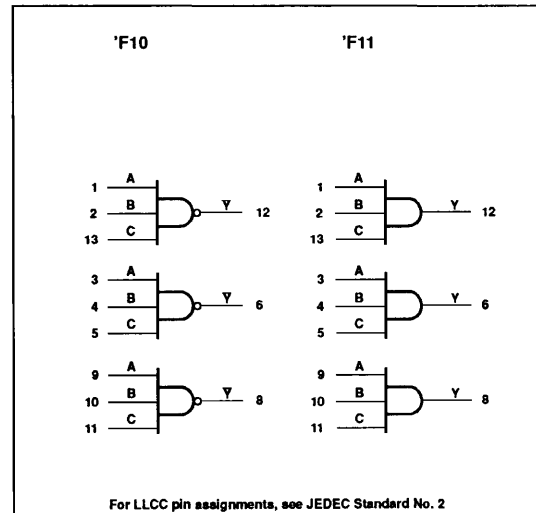 'F10 'F11
A A
1 1
B Y̅ B Y
2 12 2 12
C C
13 13
A A
3 3
B Y̅ B Y
4 6 4 6
C C
5 5
A A
9 9
B Y̅ B Y
10 8 10 8
C C
11 11
For LLCC pin assignments, see JEDEC Standard No. 2